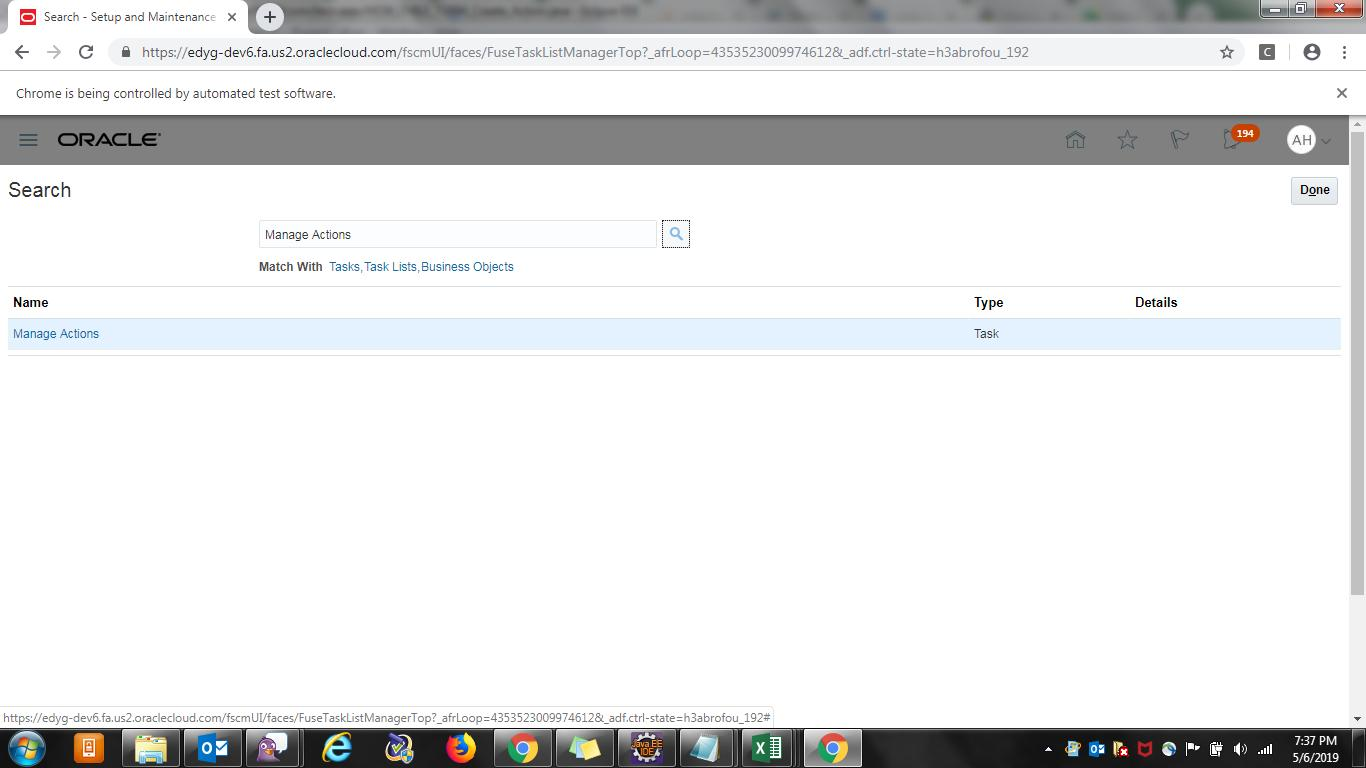 Search - Setup and Maintenance
https://edyg-dev6.fa.us2.oraclecloud.com/fscmUI/faces/FuseTaskListManagerTop?_afrLoop=4353523009974612&_adf.ctrl-state=h3abrofou_192
C
Chrome is being controlled by automated test software.
ORACLE
194
AH
Search
Done
Manage Actions
Match With Tasks, Task Lists, Business Objects
Name Type Details
Manage Actions Task
https://edyg-dev6.fa.us2.oraclecloud.com/fscmUI/faces/FuseTaskListManagerTop?_afrLoop=4353523009974612&_adf.ctrl-state=h3abrofou_192#
Java EE
IDE
7:37 PM
5/6/2019